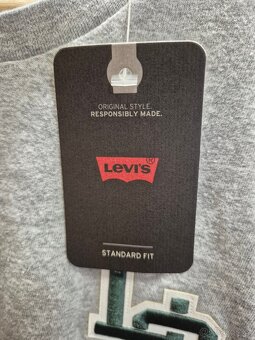 ORIGINAL STYLE.
RESPONSIBLY MADE.
Levi's
STANDARD FIT